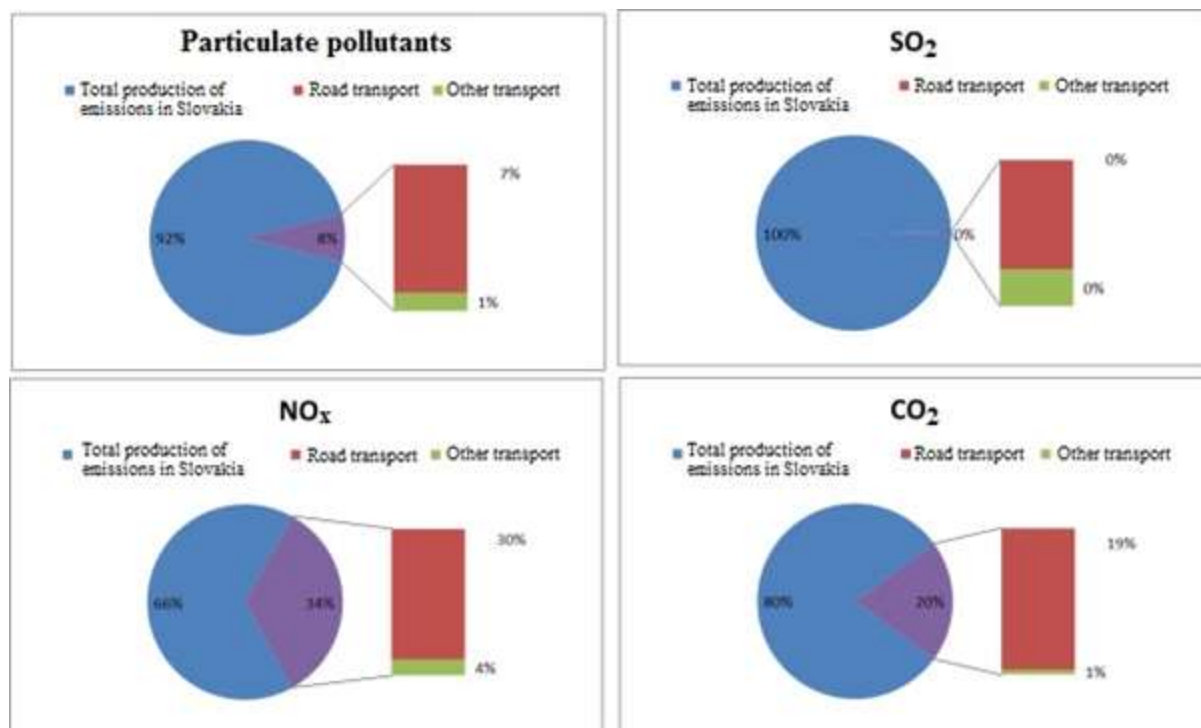 Particulate pollutants
Total production of
emissions in Slovakia
Road transport
Other transport
92%
8%
7%
1%
SO2
Total production of
emissions in Slovakia
Road transport
Other transport
100%
0%
0%
0%
NOx
Total production of
emissions in Slovakia
Road transport
Other transport
66%
34%
30%
4%
CO2
Total production of
emissions in Slovakia
Road transport
Other transport
80%
20%
19%
1%